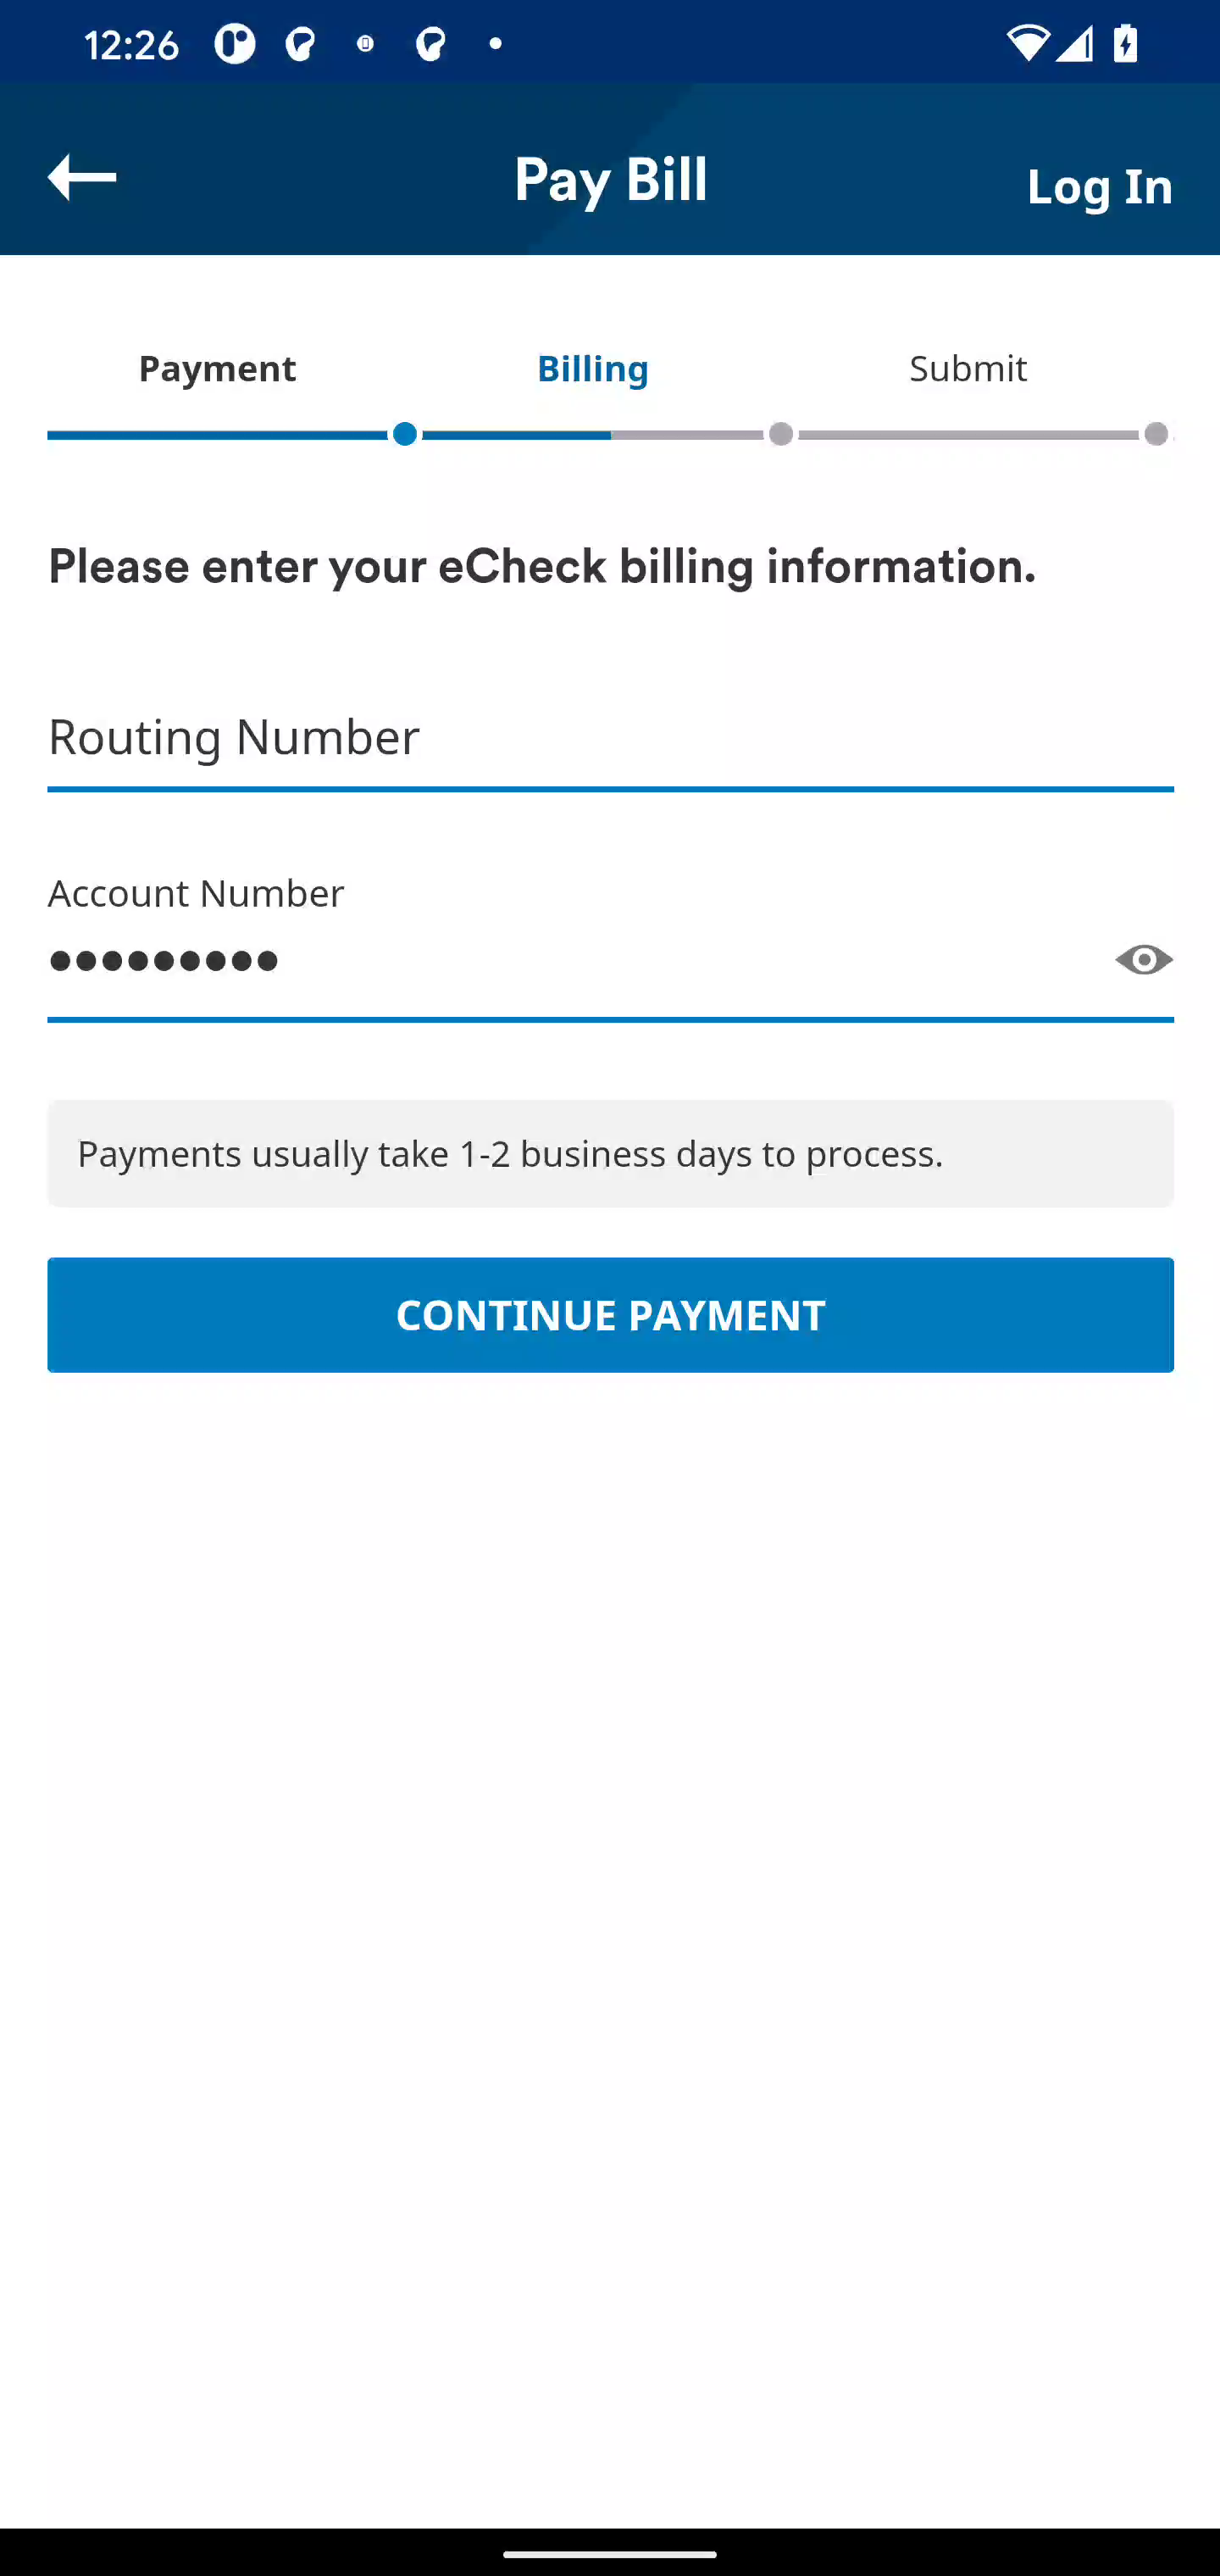 12:26
Pay Bill
Log In
Payment
Billing
Submit
Please enter your eCheck billing information.
Routing Number
Account Number
•••••••••
Payments usually take 1-2 business days to process.
CONTINUE PAYMENT